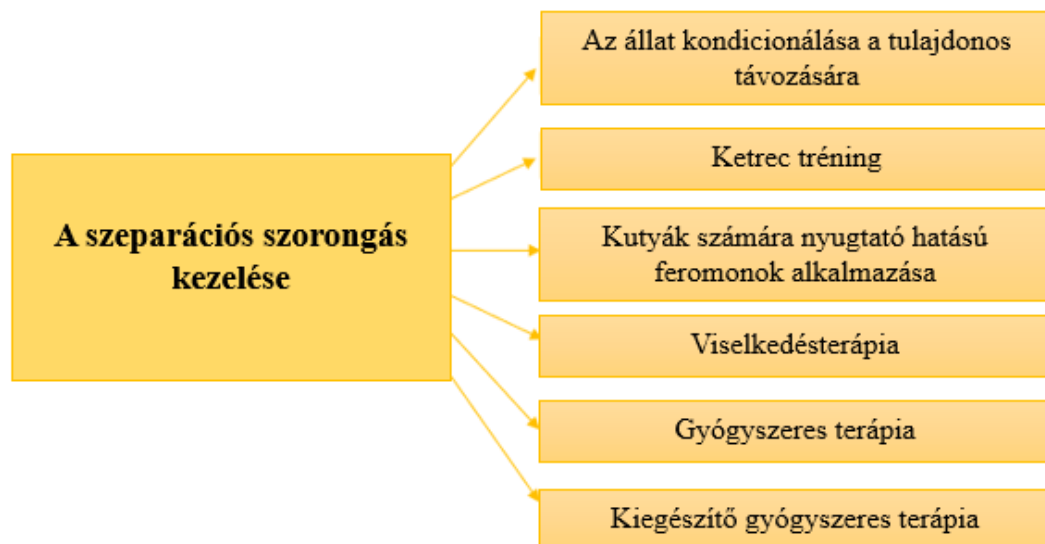 A szeparációs szorongás
kezelése
Az állat kondicionálása a tulajdonos
távozására
Ketrec tréning
Kutyák számára nyugtató hatású
feromonok alkalmazása
Viselkedésterápia
Gyógyszeres terápia
Kiegészítő gyógyszeres terápia